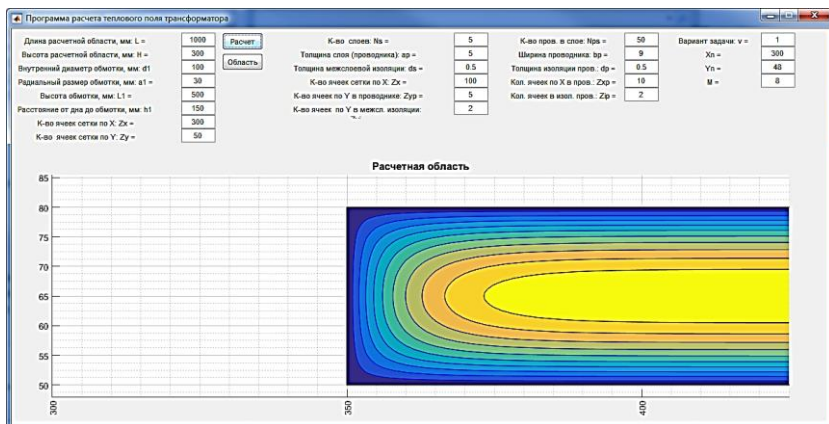 Программа расчета теплового поля трансформатора
Длина расчетной области, мм: L = 1000
Высота расчетной области, мм: H = 300
Внутренний диаметр обмотки, мм: d1 100
Радиальный размер обмотки, мм: a1 = 30
Высота обмотки, мм: L1 = 500
Расстояние от дна до обмотки, мм: h1 150
К-во ячеек сетки по X: Zx = 300
К-во ячеек сетки по Y: Zy = 50
Расчет
Область
К-во слоев: Ns = 5
Толщина слоя (проводника): ap = 5
Толщина межслоевой изоляции: ds = 0.5
К-во ячеек сетки по X: Zx = 100
К-во ячеек по Y в проводнике: Zyp = 5
К-во ячеек по Y в межсл. изоляции: 2
К-во пров. в слое: Nps = 50
Ширина проводника: bp = 9
Толщина изоляции пров.: dp = 0.5
Кол. ячеек по X в пров.: Zxp = 10
Кол. ячеек в изол. пров.: Zip = 2
Вариант задачи: v = 1
Xn = 300
Yn = 48
M = 8
Расчетная область
85
80
75
70
65
60
55
50
300
350
400